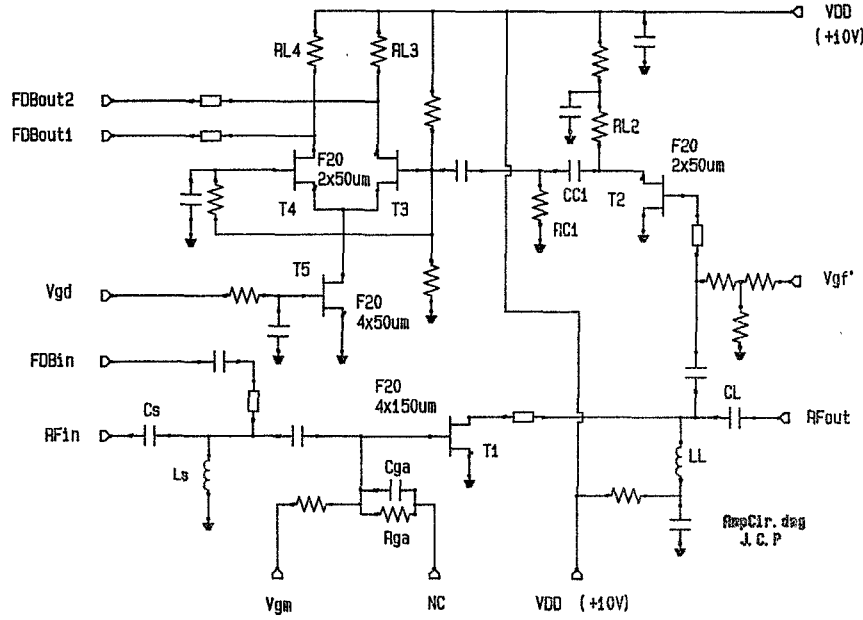 VDD
(+10V)
RL4
RL3
FDBout2
FDBout1
RL2
F20
2x50um
F20
2x50um
T4
T3
CC1
RC1
T2
T5
Vgd
F20
4x50um
Vgf'
FDBin
F20
4x150um
Cs
CL
RFin
RFout
T1
Ls
LL
Cga
Rga
AmpCir.dwg
J.C.P
Vgm
NC
VDD (+10V)